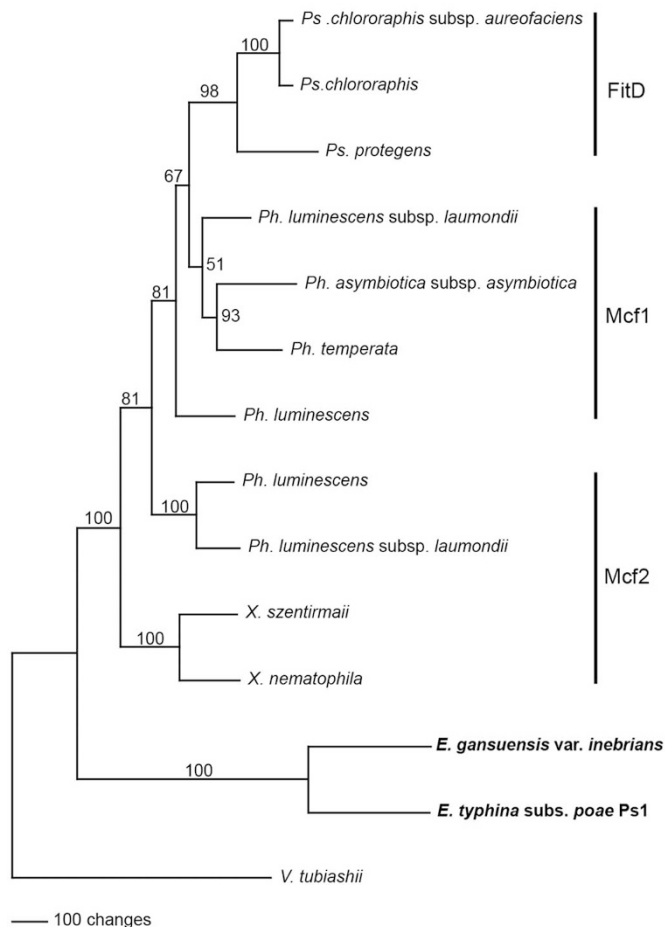 Ps .chlororaphis subsp. aureofaciens
100
Ps.chlororaphis
FitD
98
Ps. protegens
67
Ph. luminescens subsp. laumondii
51
Ph. asymbiotica subsp. asymbiotica
81
93
Mcf1
Ph. temperata
81
Ph. luminescens
Ph. luminescens
100
100
Ph. luminescens subsp. laumondii
Mcf2
X. szentirmaii
100
X. nematophila
E. gansuensis var. inebrians
100
E. typhina subs. poae Ps1
V. tubiashii
100 changes